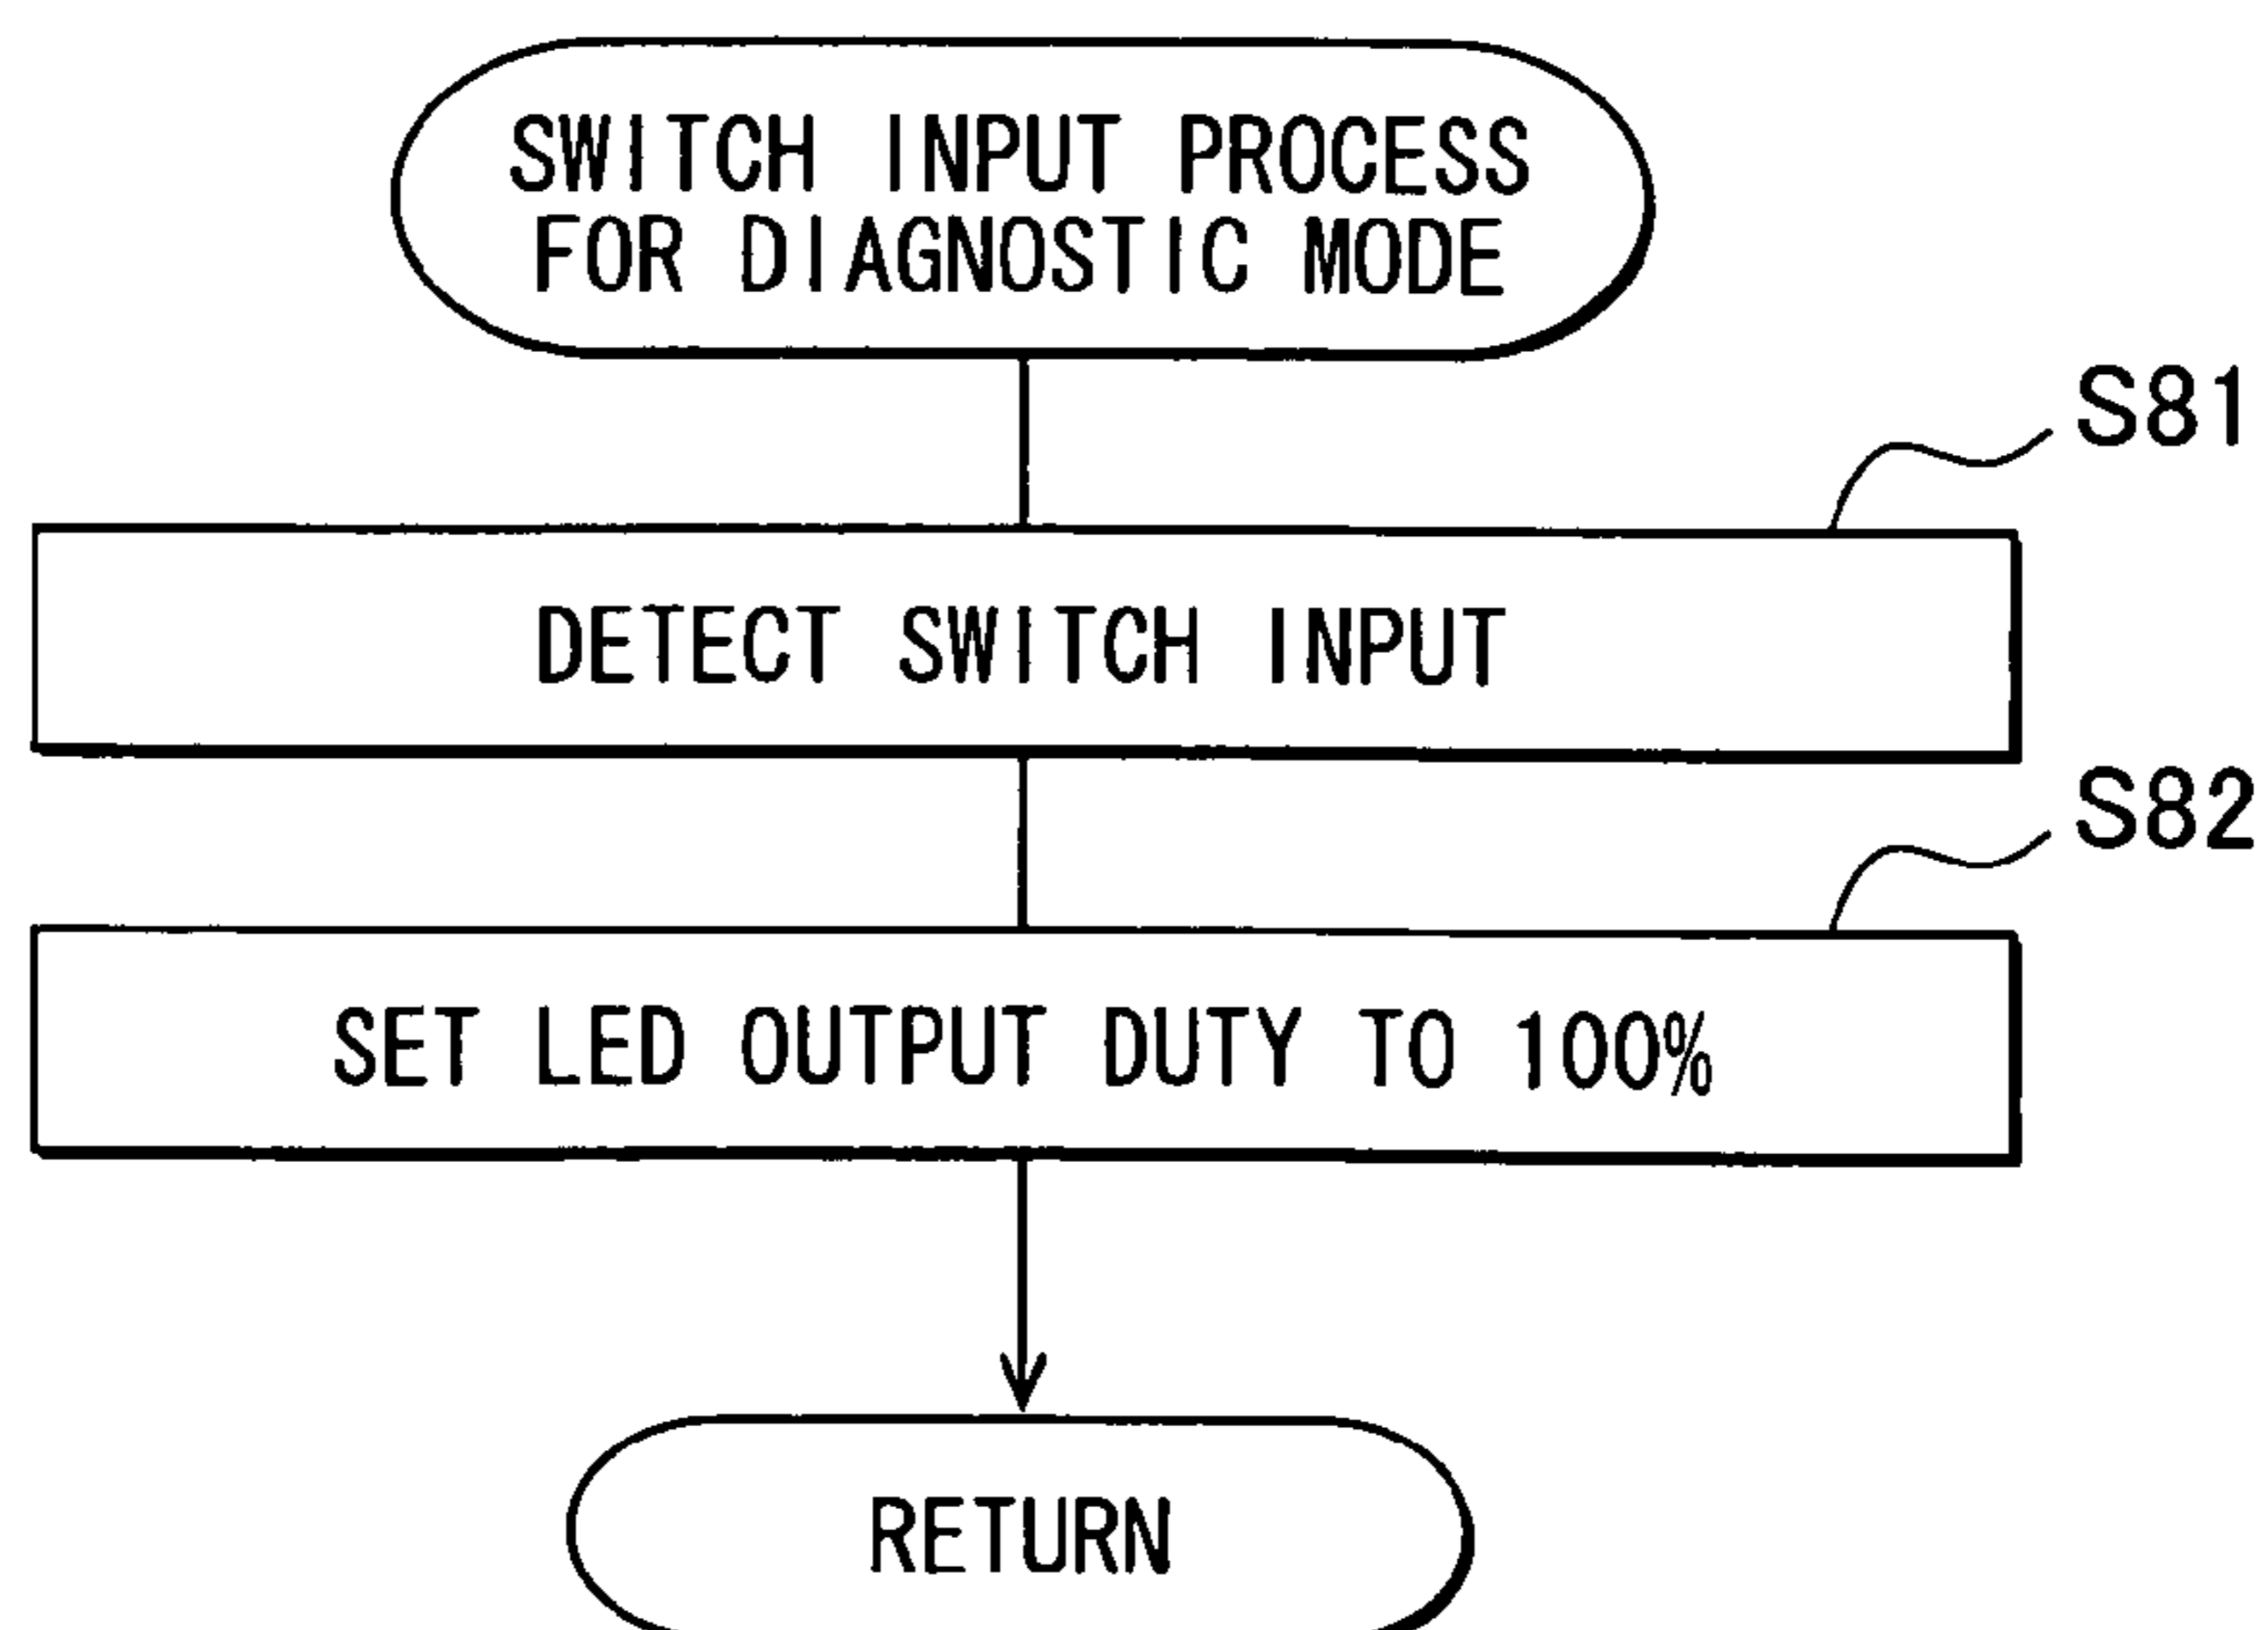 SWITCH INPUT PROCESS
FOR DIAGNOSTIC MODE
S81
DETECT SWITCH INPUT
S82
SET LED OUTPUT DUTY TO 100%
RETURN